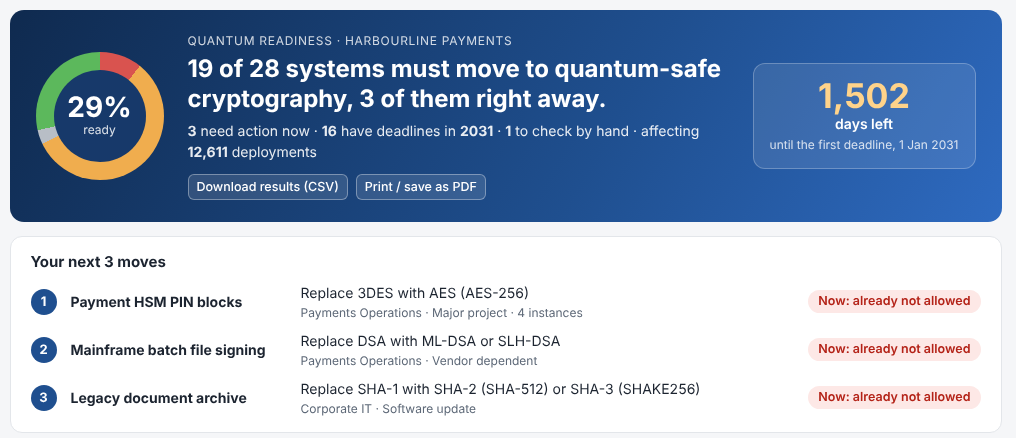 29%
ready
QUANTUM READINESS · HARBOURLINE PAYMENTS
19 of 28 systems must move to quantum-safe
cryptography, 3 of them right away.
3 need action now · 16 have deadlines in 2031 · 1 to check by hand · affecting
12,611 deployments
Download results (CSV) Print / save as PDF
1,502
days left
until the first deadline, 1 Jan 2031
Your next 3 moves
1 Payment HSM PIN blocks Replace 3DES with AES (AES-256) Now: already not allowed
Payments Operations · Major project · 4 instances
2 Mainframe batch file signing Replace DSA with ML-DSA or SLH-DSA Now: already not allowed
Payments Operations · Vendor dependent
3 Legacy document archive Replace SHA-1 with SHA-2 (SHA-512) or SHA-3 (SHAKE256) Now: already not allowed
Corporate IT · Software update